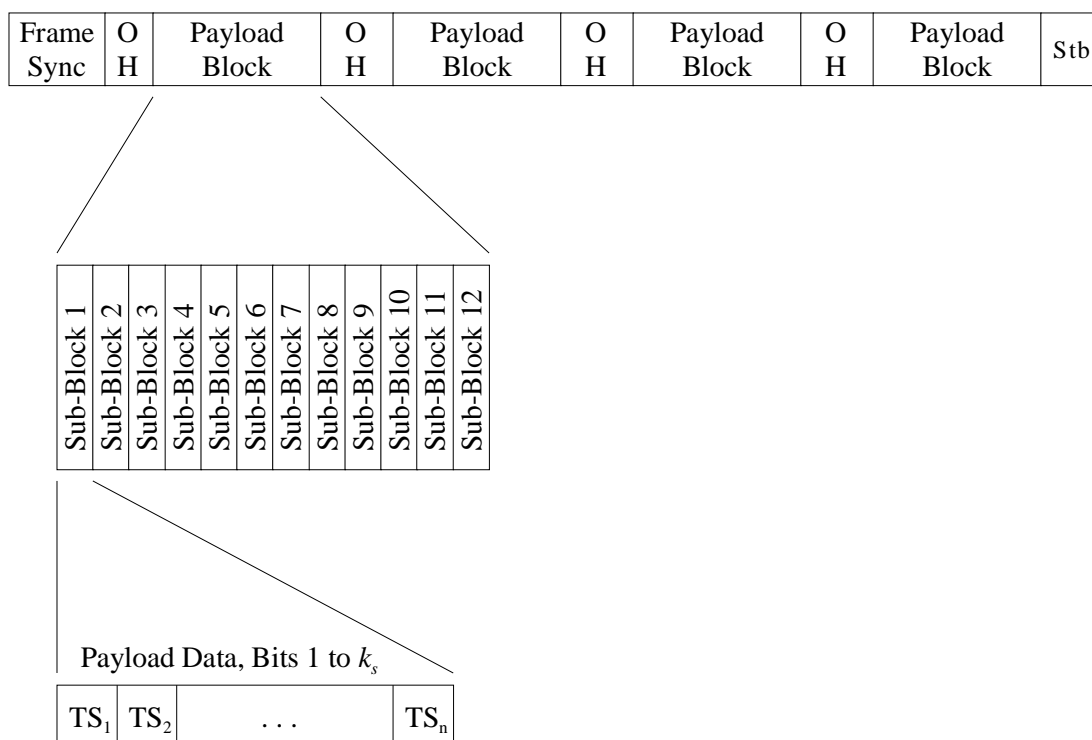 Frame Sync
O H
Payload Block
O H
Payload Block
O H
Payload Block
O H
Payload Block
Stb
Sub-Block 1
Sub-Block 2
Sub-Block 3
Sub-Block 4
Sub-Block 5
Sub-Block 6
Sub-Block 7
Sub-Block 8
Sub-Block 9
Sub-Block 10
Sub-Block 11
Sub-Block 12
Payload Data, Bits 1 to kₛ
TS₁ TS₂ . . . TSₙ